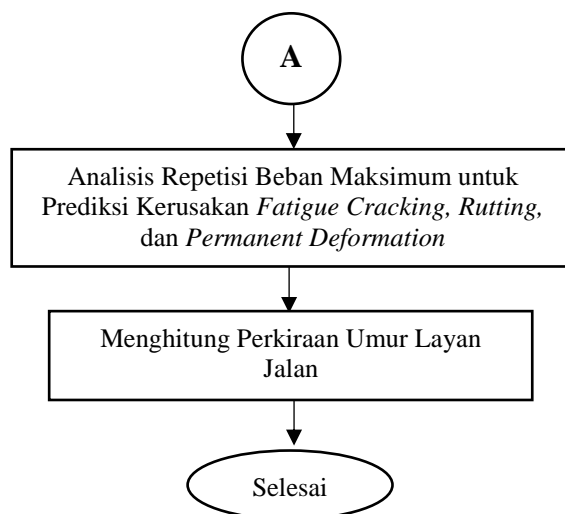 A
Analisis Repetisi Beban Maksimum untuk
Prediksi Kerusakan Fatigue Cracking, Rutting,
dan Permanent Deformation
Menghitung Perkiraan Umur Layan
Jalan
Selesai